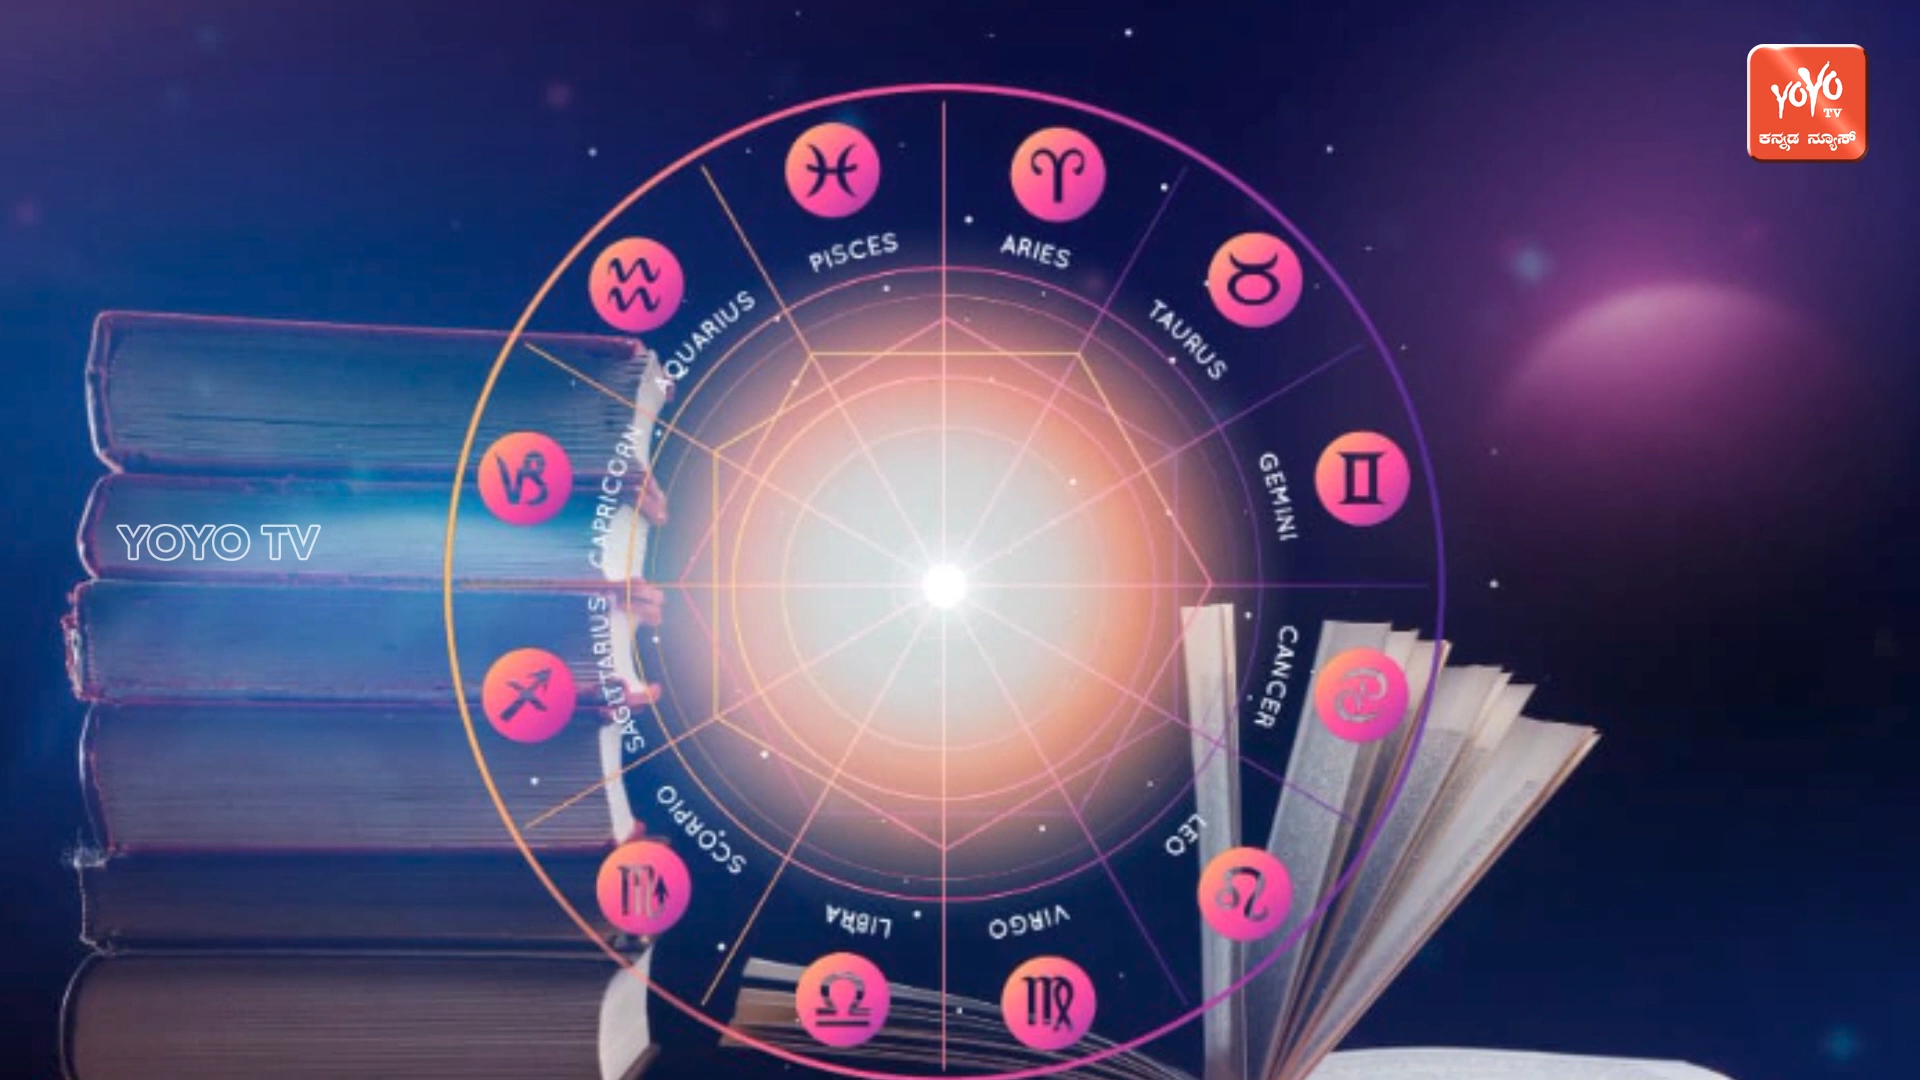 YOYO
TV
ಕನ್ನಡ ನ್ಯೂಸ್
PISCES
ARIES
AQUARIUS
TAURUS
CAPRICORN
GEMINI
YOYO TV
SAGITTARIUS
CANCER
SCORPIO
LEO
LIBRA
VIRGO